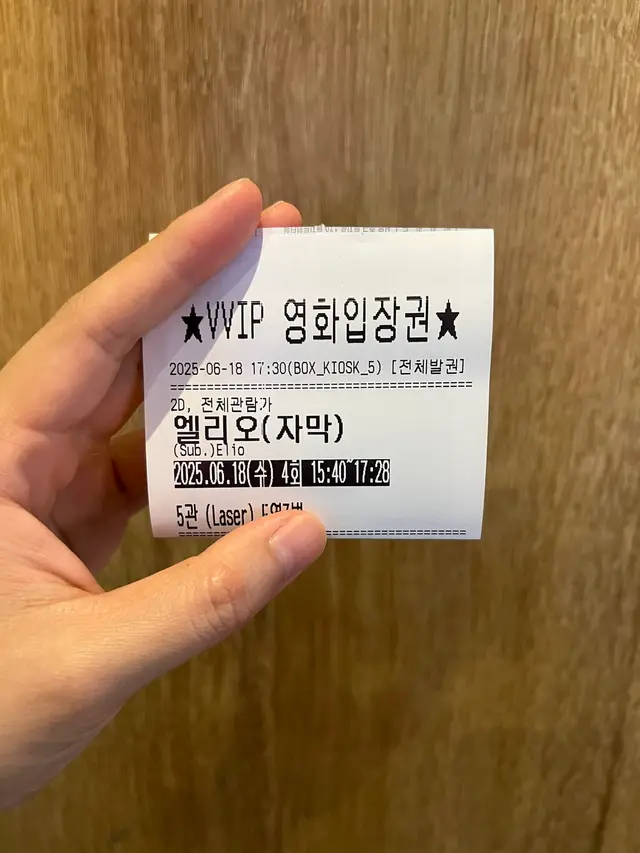 ★VVIP 영화입장권★
2025-06-18 17:30(BOX_KIOSK_5) [전체발권]
2D, 전체관람가
엘리오(자막)
(Sub.)Elio
2025.06.18(수) 4회 15:40~17:28
5관 (Laser)